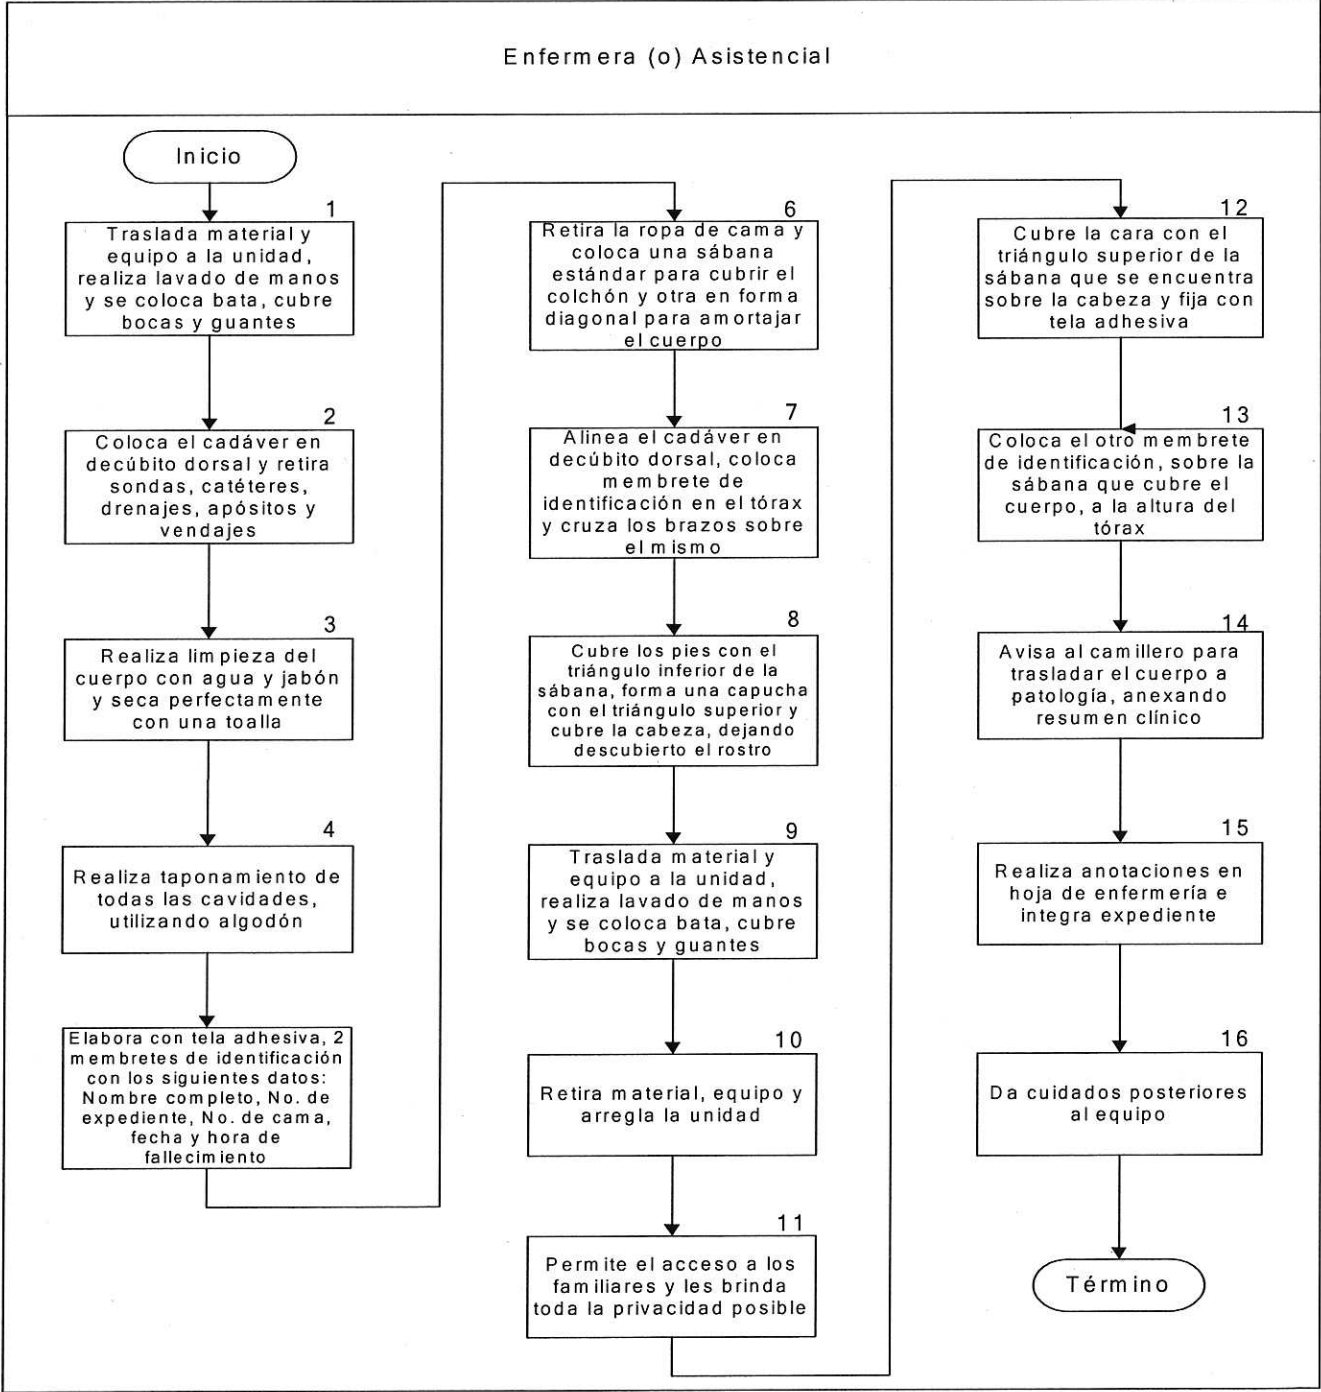 Enfermera (o) Asistencial
Inicio
1
Traslada material y
equipo a la unidad,
realiza lavado de manos
y se coloca bata, cubre
bocas y guantes
2
Coloca el cadáver en
decúbito dorsal y retira
sondas, catéteres,
drenajes, apósitos y
vendajes
3
Realiza limpieza del
cuerpo con agua y jabón
y seca perfectamente
con una toalla
4
Realiza taponamiento de
todas las cavidades,
utilizando algodón
Elabora con tela adhesiva, 2
membretes de identificación
con los siguientes datos:
Nombre completo, No. de
expediente, No. de cama,
fecha y hora de
fallecimiento
6
Retira la ropa de cama y
coloca una sábana
estándar para cubrir el
colchón y otra en forma
diagonal para amortajar
el cuerpo
7
Alinea el cadáver en
decúbito dorsal, coloca
membrete de
identificación en el tórax
y cruza los brazos sobre
el mismo
8
Cubre los pies con el
triángulo inferior de la
sábana, forma una capucha
con el triángulo superior y
cubre la cabeza, dejando
descubierto el rostro
9
Traslada material y
equipo a la unidad,
realiza lavado de manos
y se coloca bata, cubre
bocas y guantes
10
Retira material, equipo y
arregla la unidad
11
Permite el acceso a los
familiares y les brinda
toda la privacidad posible
12
Cubre la cara con el
triángulo superior de la
sábana que se encuentra
sobre la cabeza y fija con
tela adhesiva
13
Coloca el otro membrete
de identificación, sobre la
sábana que cubre el
cuerpo, a la altura del
tórax
14
Avisa al camillero para
trasladar el cuerpo a
patología, anexando
resumen clínico
15
Realiza anotaciones en
hoja de enfermería e
integra expediente
16
Da cuidados posteriores
al equipo
Término